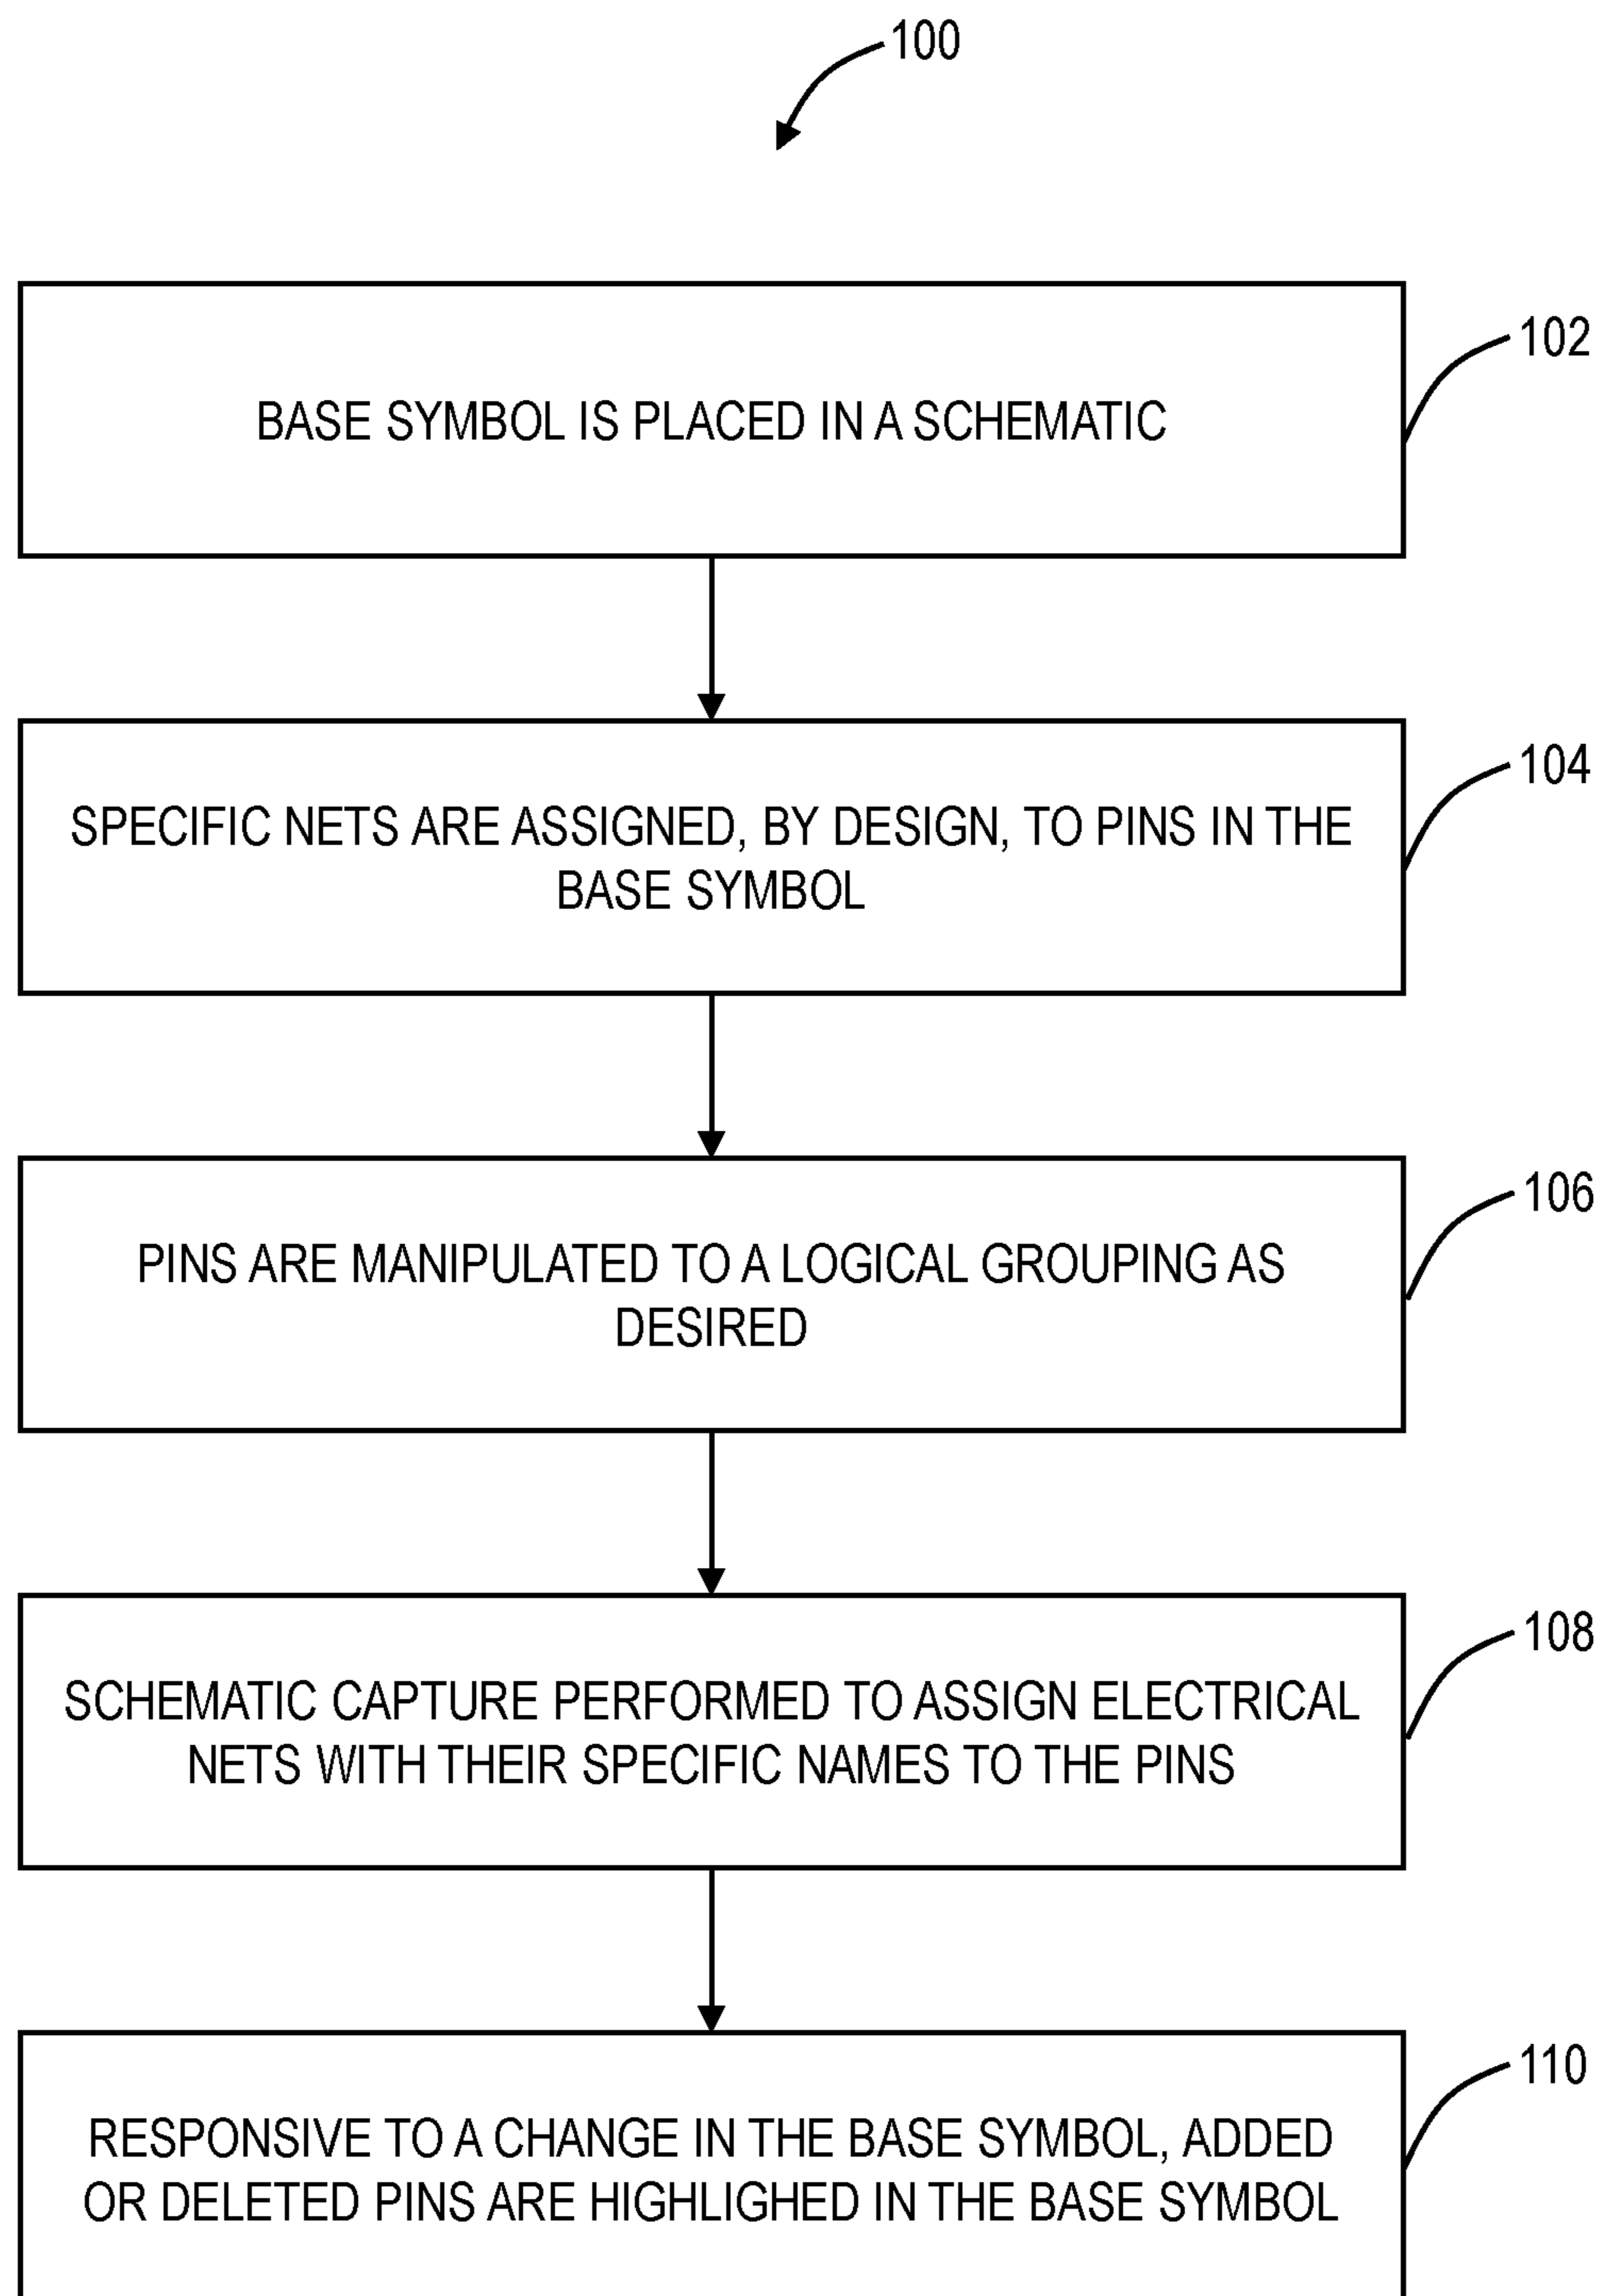 100
BASE SYMBOL IS PLACED IN A SCHEMATIC
102
SPECIFIC NETS ARE ASSIGNED, BY DESIGN, TO PINS IN THE
BASE SYMBOL
104
PINS ARE MANIPULATED TO A LOGICAL GROUPING AS
DESIRED
106
SCHEMATIC CAPTURE PERFORMED TO ASSIGN ELECTRICAL
NETS WITH THEIR SPECIFIC NAMES TO THE PINS
108
RESPONSIVE TO A CHANGE IN THE BASE SYMBOL, ADDED
OR DELETED PINS ARE HIGHLIGHED IN THE BASE SYMBOL
110